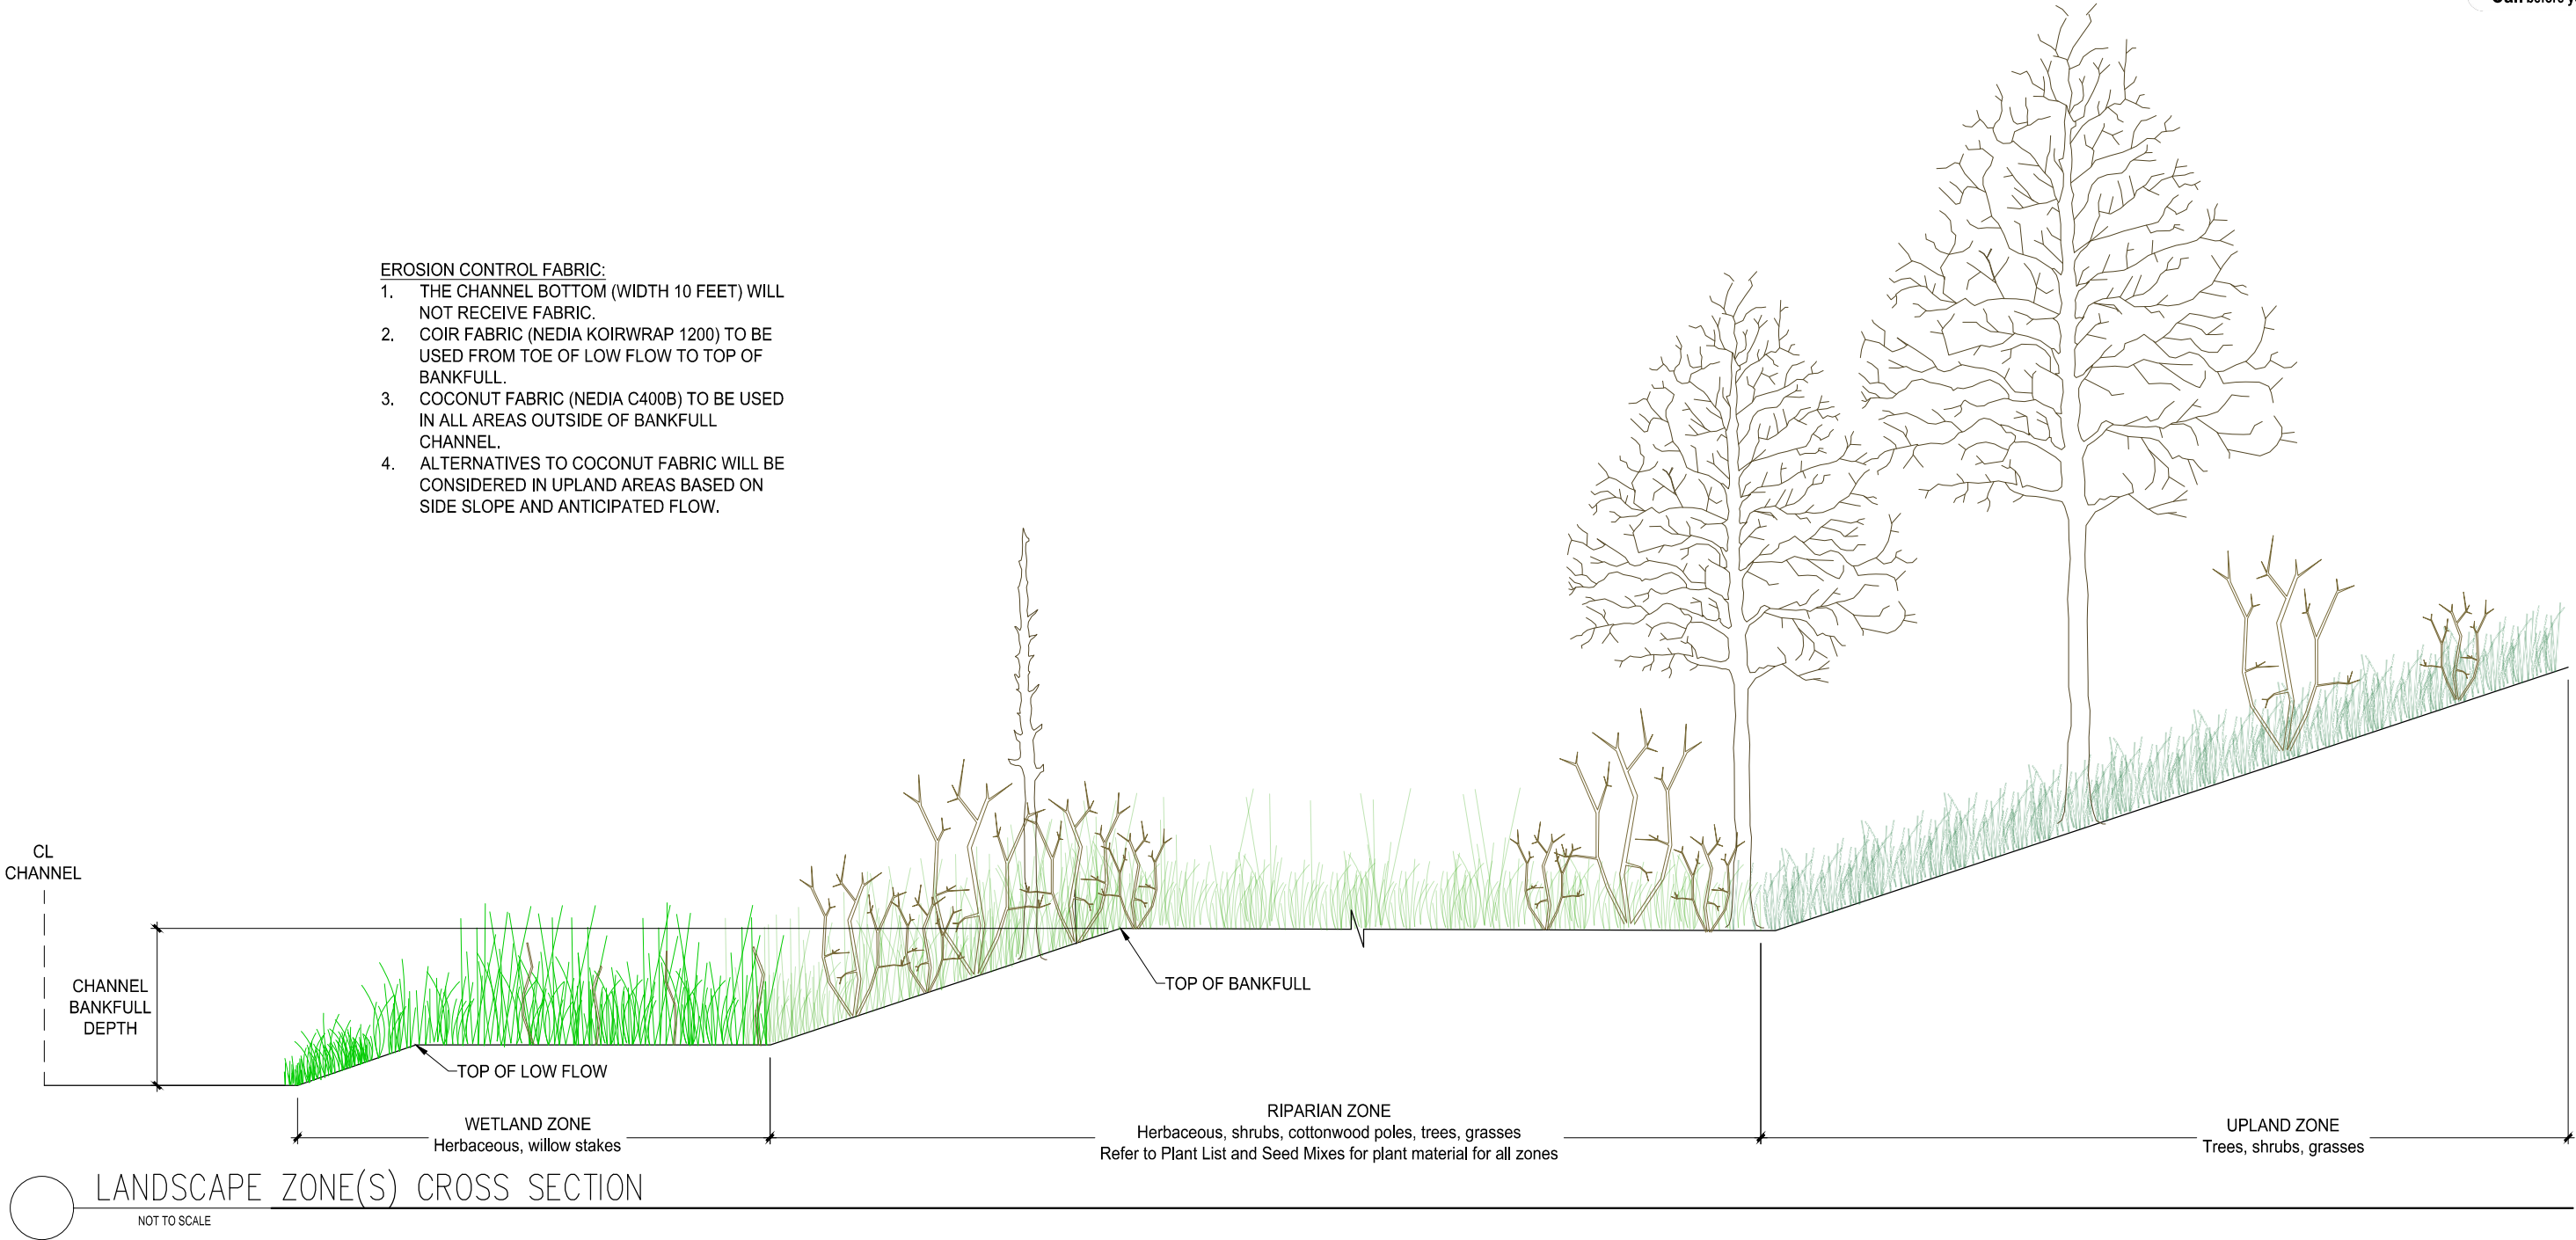 Call before y
EROSION CONTROL FABRIC:
1. THE CHANNEL BOTTOM (WIDTH 10 FEET) WILL
NOT RECEIVE FABRIC.
2. COIR FABRIC (NEDIA KOIRWRAP 1200) TO BE
USED FROM TOE OF LOW FLOW TO TOP OF
BANKFULL.
3. COCONUT FABRIC (NEDIA C400B) TO BE USED
IN ALL AREAS OUTSIDE OF BANKFULL
CHANNEL.
4. ALTERNATIVES TO COCONUT FABRIC WILL BE
CONSIDERED IN UPLAND AREAS BASED ON
SIDE SLOPE AND ANTICIPATED FLOW.
CL
CHANNEL
CHANNEL
BANKFULL
DEPTH
TOP OF BANKFULL
TOP OF LOW FLOW
WETLAND ZONE
Herbaceous, willow stakes
RIPARIAN ZONE
Herbaceous, shrubs, cottonwood poles, trees, grasses
Refer to Plant List and Seed Mixes for plant material for all zones
UPLAND ZONE
Trees, shrubs, grasses
LANDSCAPE ZONE(S) CROSS SECTION
NOT TO SCALE